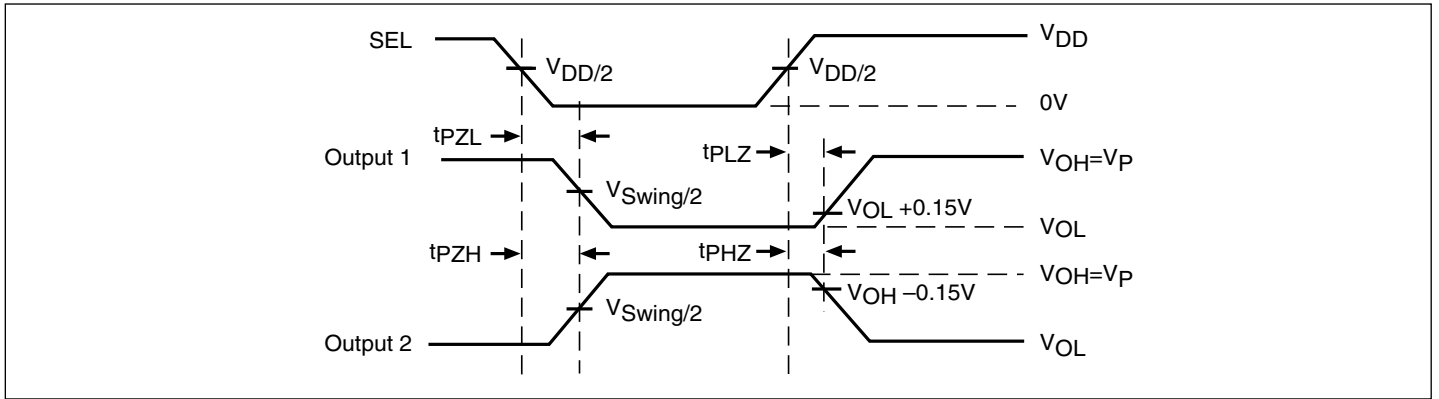 SEL
VDD/2
VDD/2
VDD
0V
tPZL
tPLZ
Output 1
VSwing/2
VOH=VP
VOL +0.15V
VOL
tPZH
tPHZ
VOH=VP
VOH –0.15V
VSwing/2
Output 2
VOL